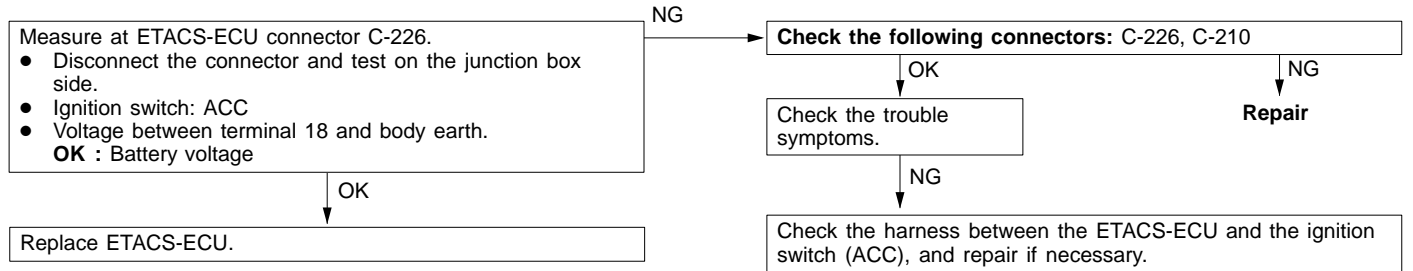 Measure at ETACS-ECU connector C-226.
● Disconnect the connector and test on the junction box
side.
● Ignition switch: ACC
● Voltage between terminal 18 and body earth.
OK : Battery voltage
NG
OK
Replace ETACS-ECU.
Check the following connectors: C-226, C-210
OK
NG
Check the trouble
symptoms.
Repair
NG
Check the harness between the ETACS-ECU and the ignition
switch (ACC), and repair if necessary.